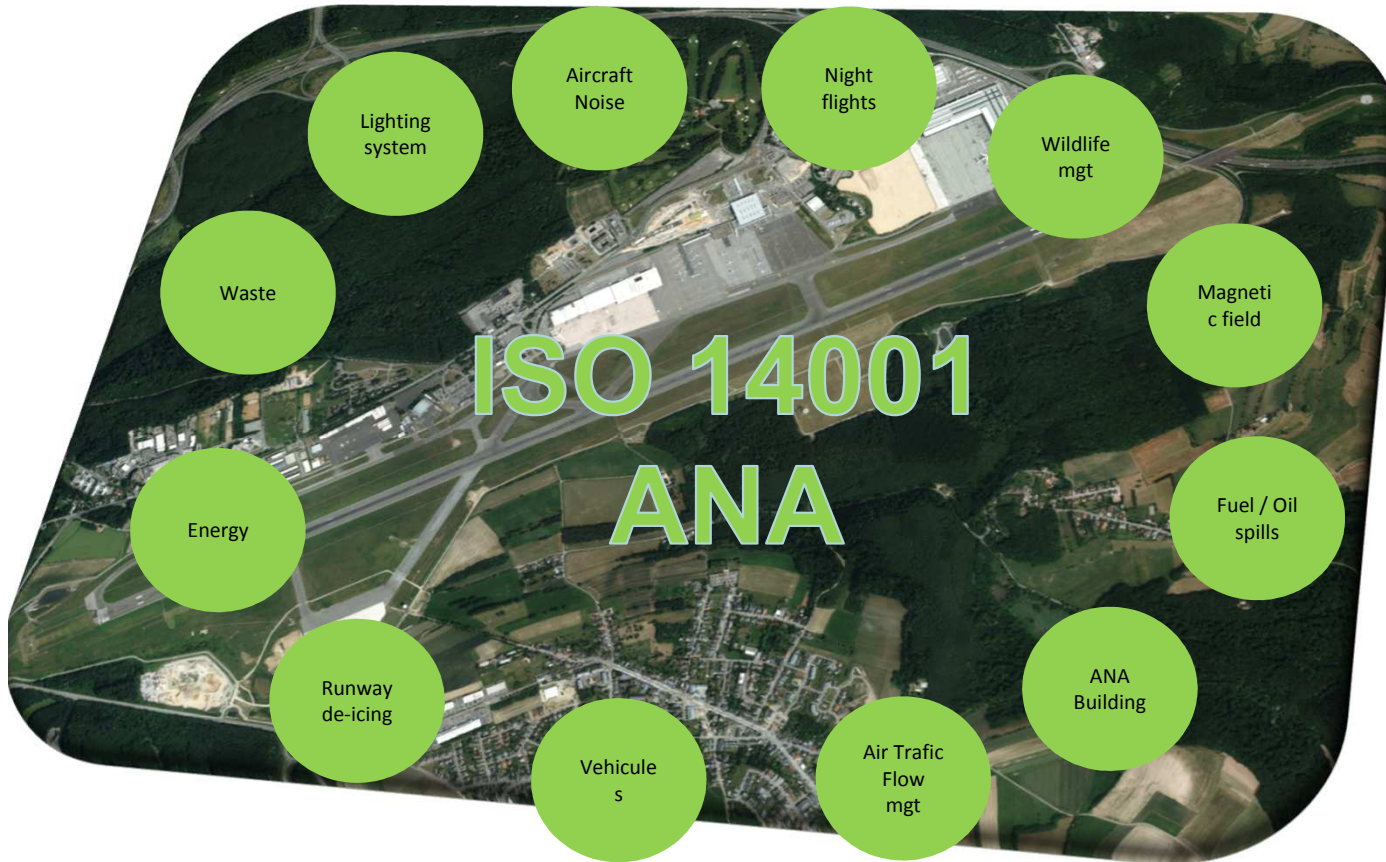 Aircraft
Noise
Night
flights
Lighting
system
Wildlife
mgt
Waste
Magneti
c field
ISO 14001
ANA
Energy
Fuel / Oil
spills
Runway
de-icing
ANA
Building
Vehicule
s
Air Trafic
Flow
mgt